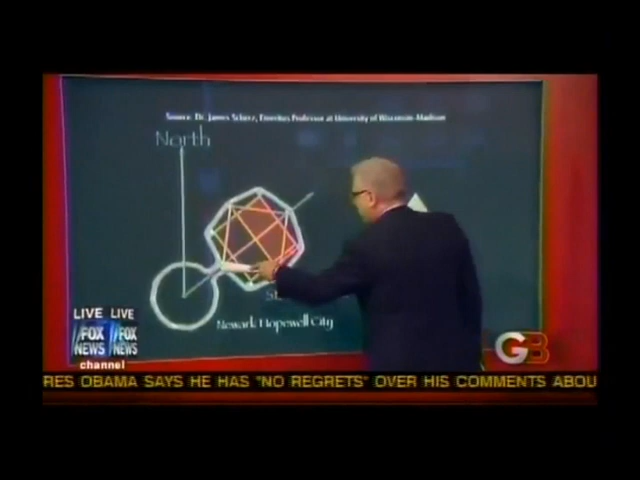 Source: Dr. James Scherz, Emeritus Professor at University of Wisconsin-Madison
North
Newark Hopewell City
LIVE LIVE
FOX NEWS FOX NEWS
channel
GB
RES OBAMA SAYS HE HAS "NO REGRETS" OVER HIS COMMENTS ABOU